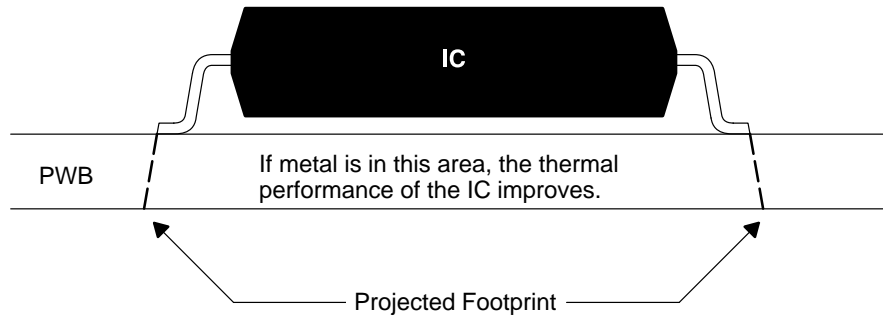 IC
PWB
If metal is in this area, the thermal
performance of the IC improves.
Projected Footprint